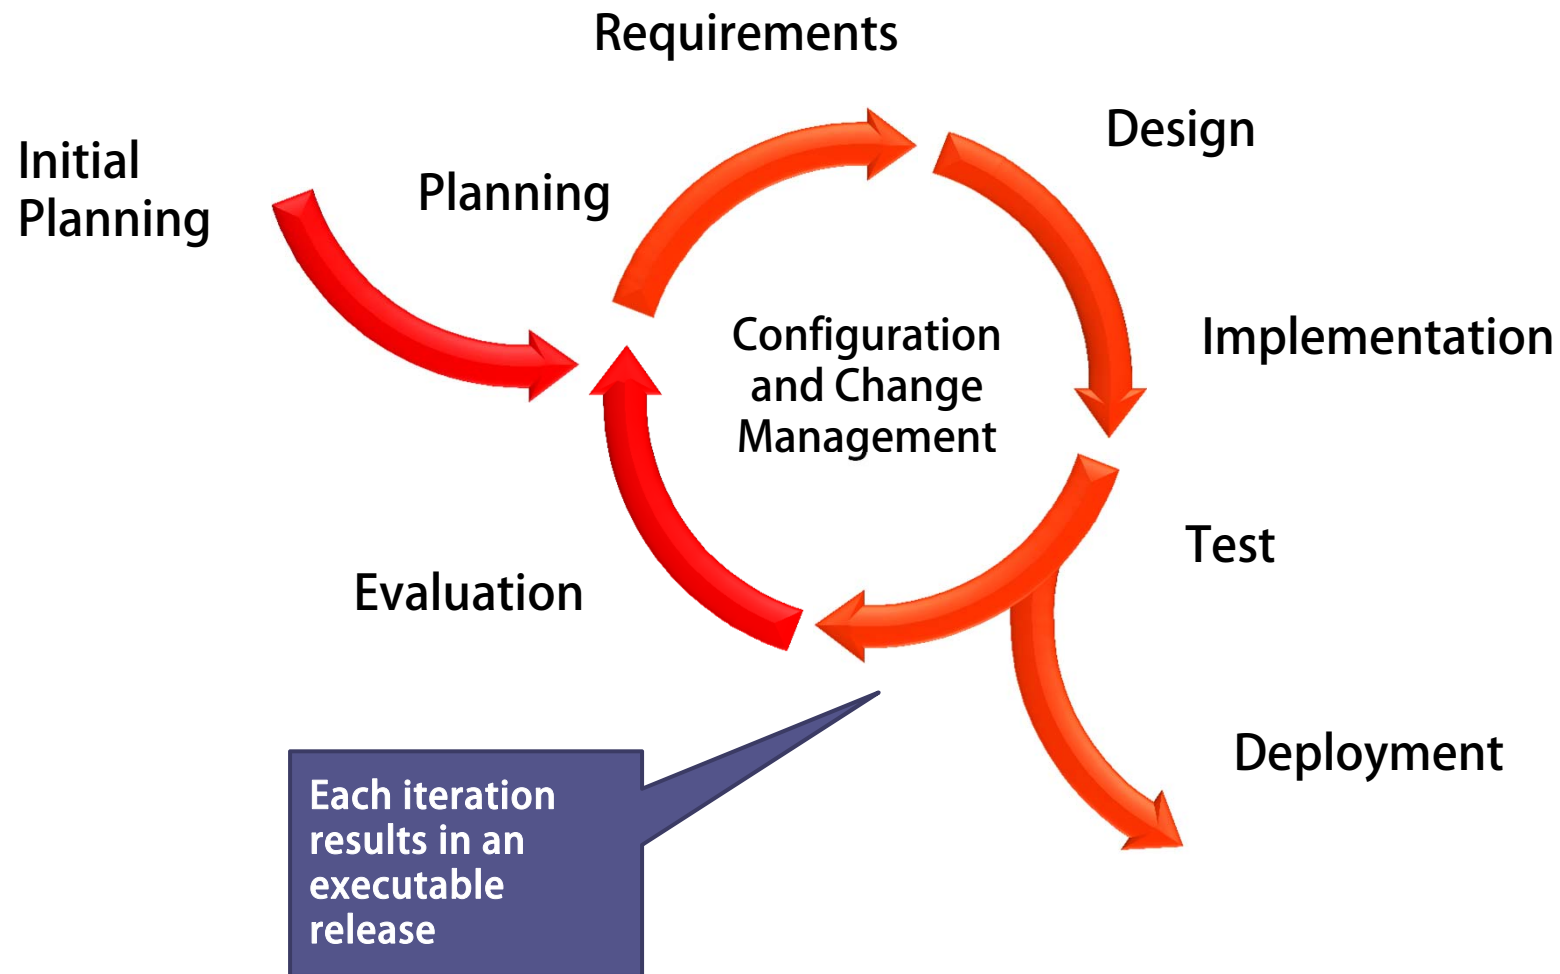 Requirements
Design
Initial
Planning
Planning
Configuration
and Change
Management
Implementation
Test
Evaluation
Deployment
Each iteration
results in an
executable
release